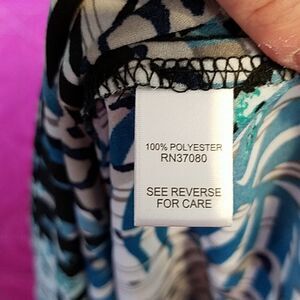 100% POLYESTER
RN37080
SEE REVERSE
FOR CARE